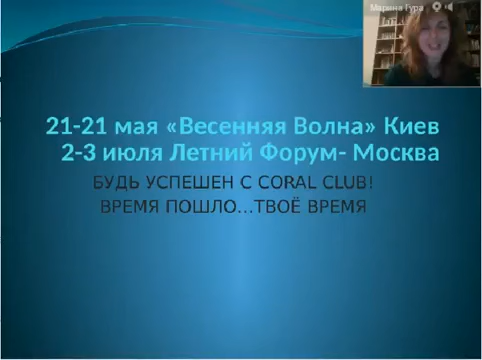 Марина Гура
21-21 мая «Весенняя Волна» Киев
2-3 июля Летний Форум- Москва
БУДЬ УСПЕШЕН С CORAL CLUB!
ВРЕМЯ ПОШЛО...ТВОЁ ВРЕМЯ